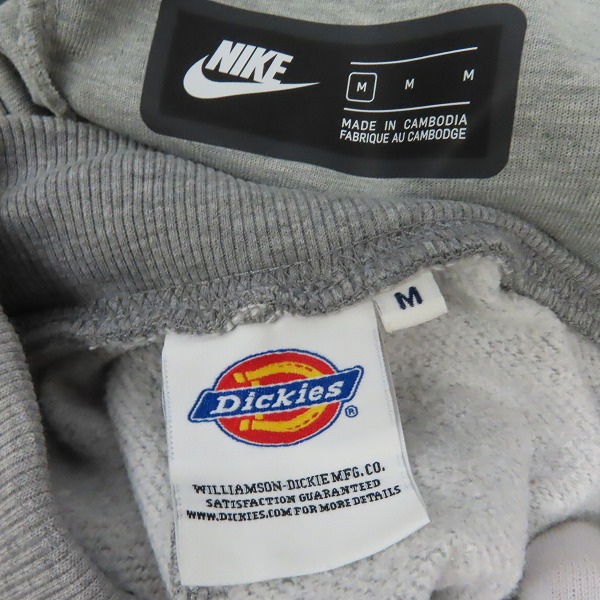 NIKE
M M M
MADE IN CAMBODIA
FABRIQUE AU CAMBODGE
M
Dickies®
WILLIAMSON-DICKIE MFG.CO.
SATISFACTION GUARANTEED
WWW.DICKIES.COM FOR MORE DETAILS